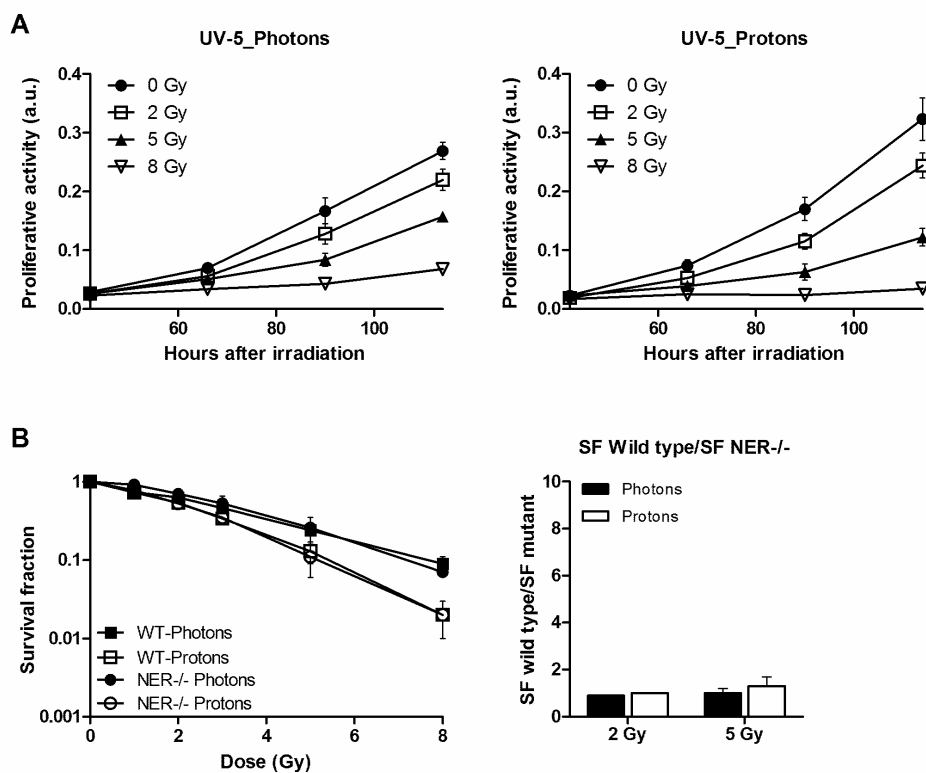 A
UV-5_Photons
Proliferative activity (a.u.)
0.4
0.3
0.2
0.1
0.0
0 Gy
2 Gy
5 Gy
8 Gy
60
80
100
Hours after irradiation
UV-5_Protons
Proliferative activity (a.u.)
0.4
0.3
0.2
0.1
0.0
0 Gy
2 Gy
5 Gy
8 Gy
60
80
100
Hours after irradiation
B
Survival fraction
1
0.1
0.01
0.001
WT-Photons
WT-Protons
NER-/- Photons
NER-/- Protons
0
2
4
6
8
Dose (Gy)
SF Wild type/SF NER-/-
SF wild type/SF mutant
10
8
6
4
2
0
Photons
Protons
2 Gy
5 Gy